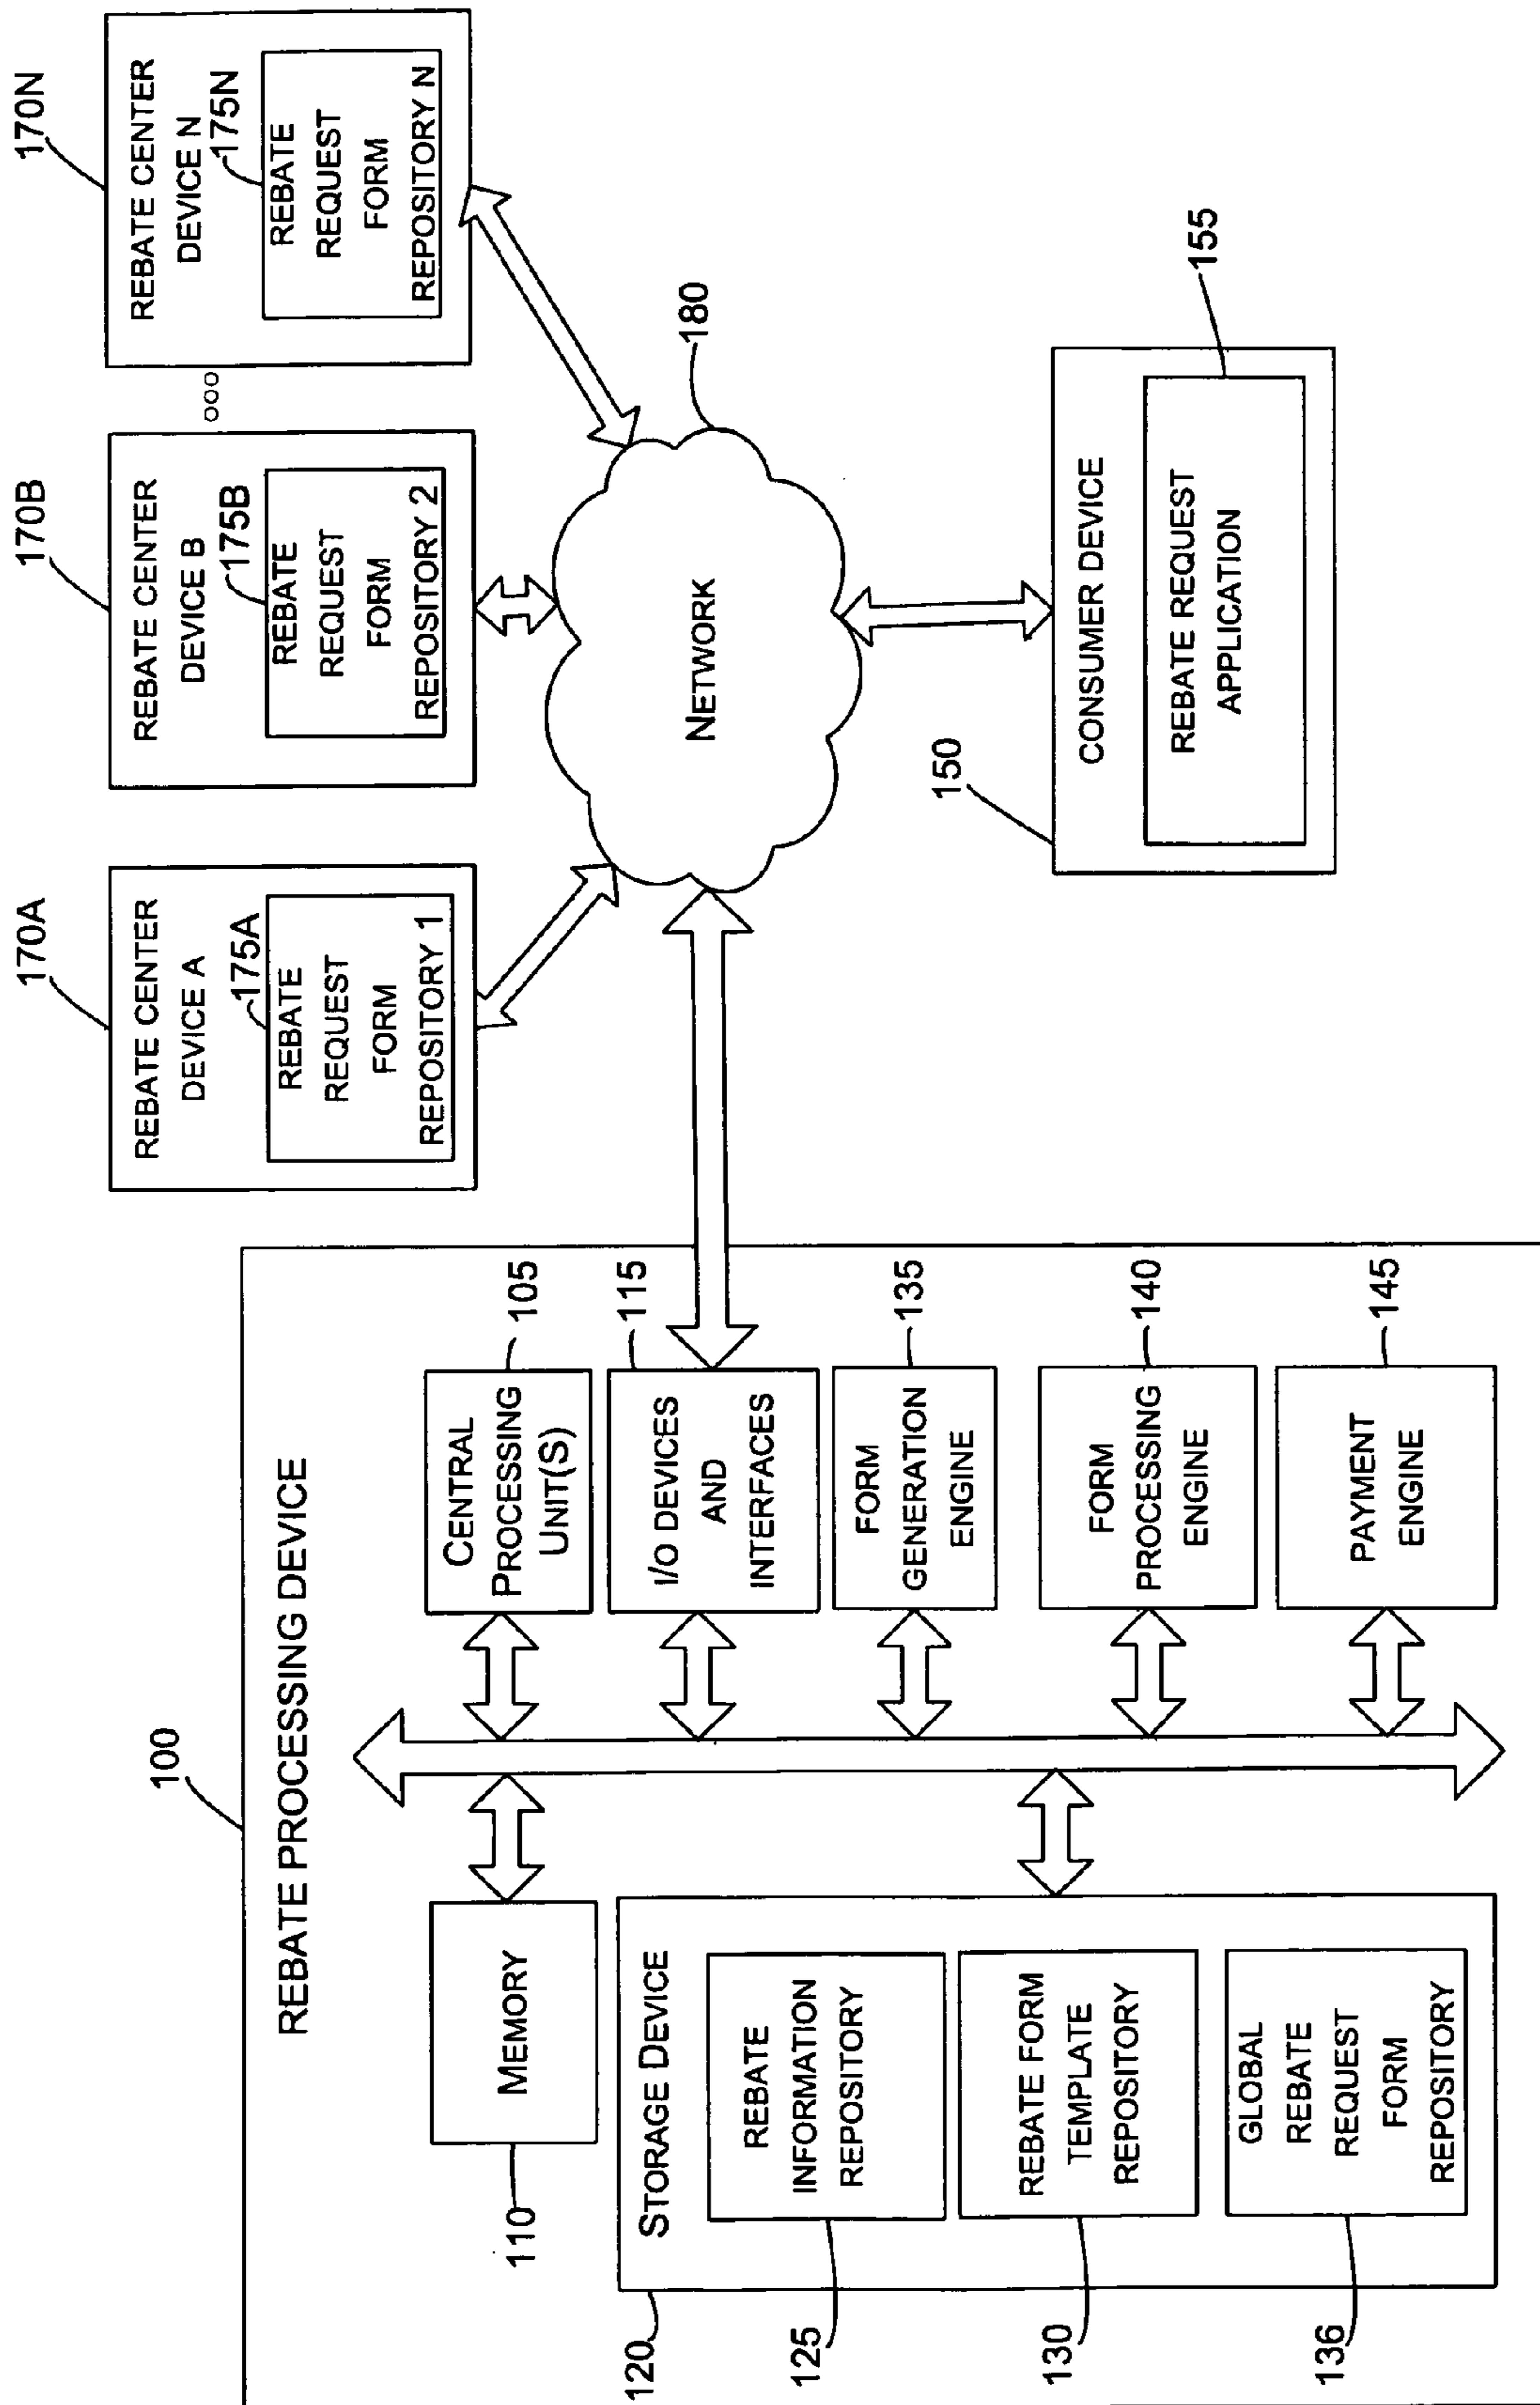 100
REBATE PROCESSING DEVICE
MEMORY
110
STORAGE DEVICE
120
REBATE
INFORMATION
REPOSITORY
125
REBATE FORM
TEMPLATE
REPOSITORY
130
GLOBAL
REBATE
REQUEST
FORM
REPOSITORY
136
CENTRAL
PROCESSING
UNIT(S)
105
I/O DEVICES
AND
INTERFACES
115
FORM
GENERATION
ENGINE
135
FORM
PROCESSING
ENGINE
140
PAYMENT
ENGINE
145
170A
REBATE CENTER
DEVICE A
175A
REBATE
REQUEST
FORM
REPOSITORY 1
170B
REBATE CENTER
DEVICE B
175B
REBATE
REQUEST
FORM
REPOSITORY 2
ooo
170N
REBATE CENTER
DEVICE N
175N
REBATE
REQUEST
FORM
REPOSITORY N
NETWORK
180
150
CONSUMER DEVICE
REBATE REQUEST
APPLICATION
155